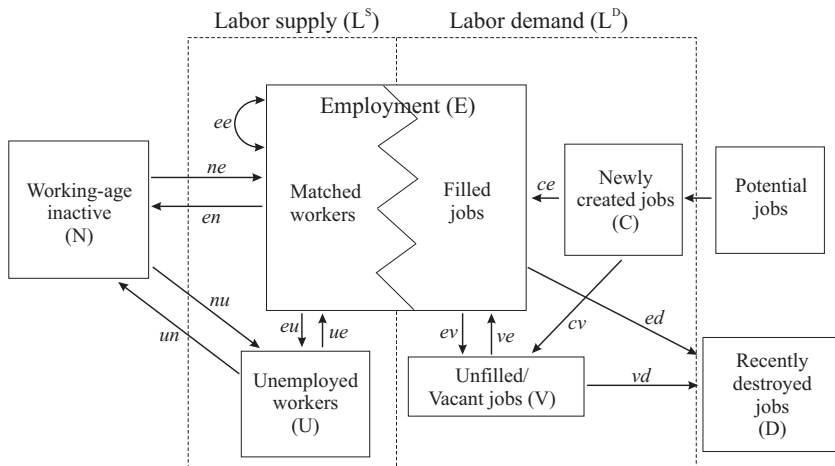 Labor supply (L^S)
Labor demand (L^D)
Employment (E)
ee
ne
en
Working-age
inactive
(N)
Matched
workers
Filled
jobs
ce
Newly
created jobs
(C)
Potential
jobs
nu
un
eu
ue
ev
ve
cv
ed
Unemployed
workers
(U)
Unfilled/
Vacant jobs (V)
vd
Recently
destroyed
jobs
(D)